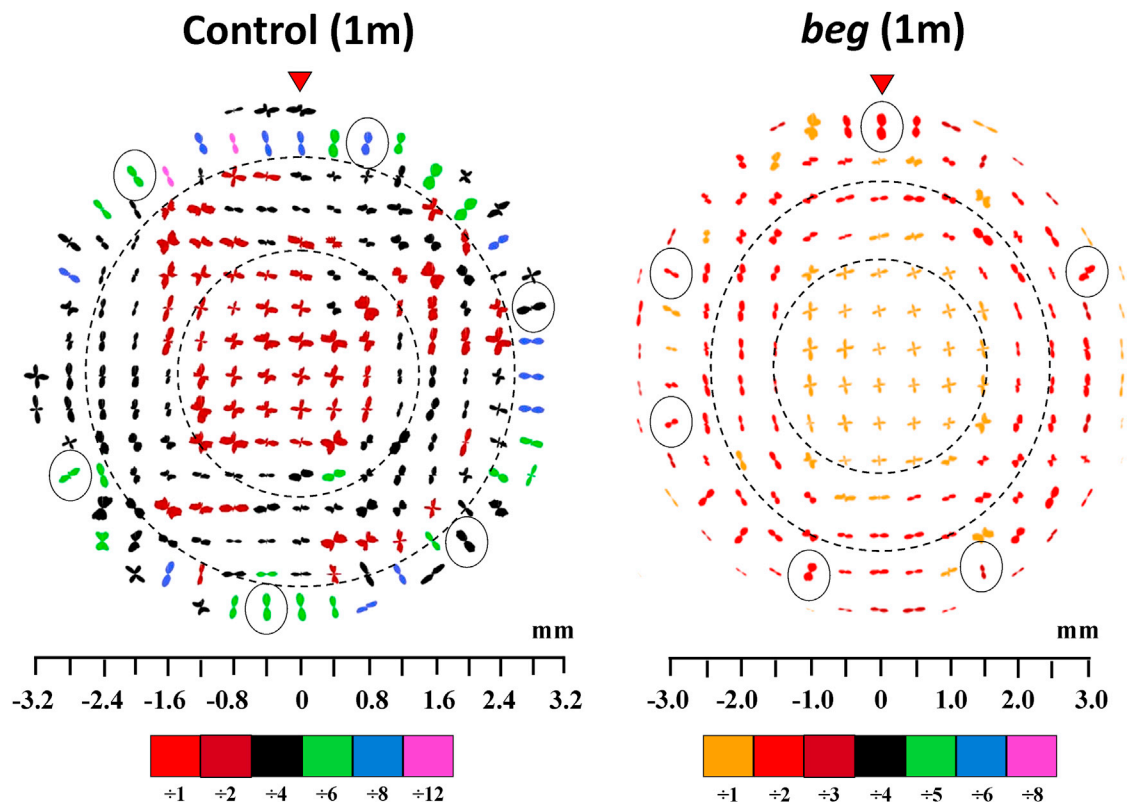 Control (1m)
beg (1m)
mm
mm
-3.2 -2.4 -1.6 -0.8 0 0.8 1.6 2.4 3.2
-3.0 -2.0 -1.0 0 1.0 2.0 3.0
÷1 ÷2 ÷4 ÷6 ÷8 ÷12
÷1 ÷2 ÷3 ÷4 ÷5 ÷6 ÷8